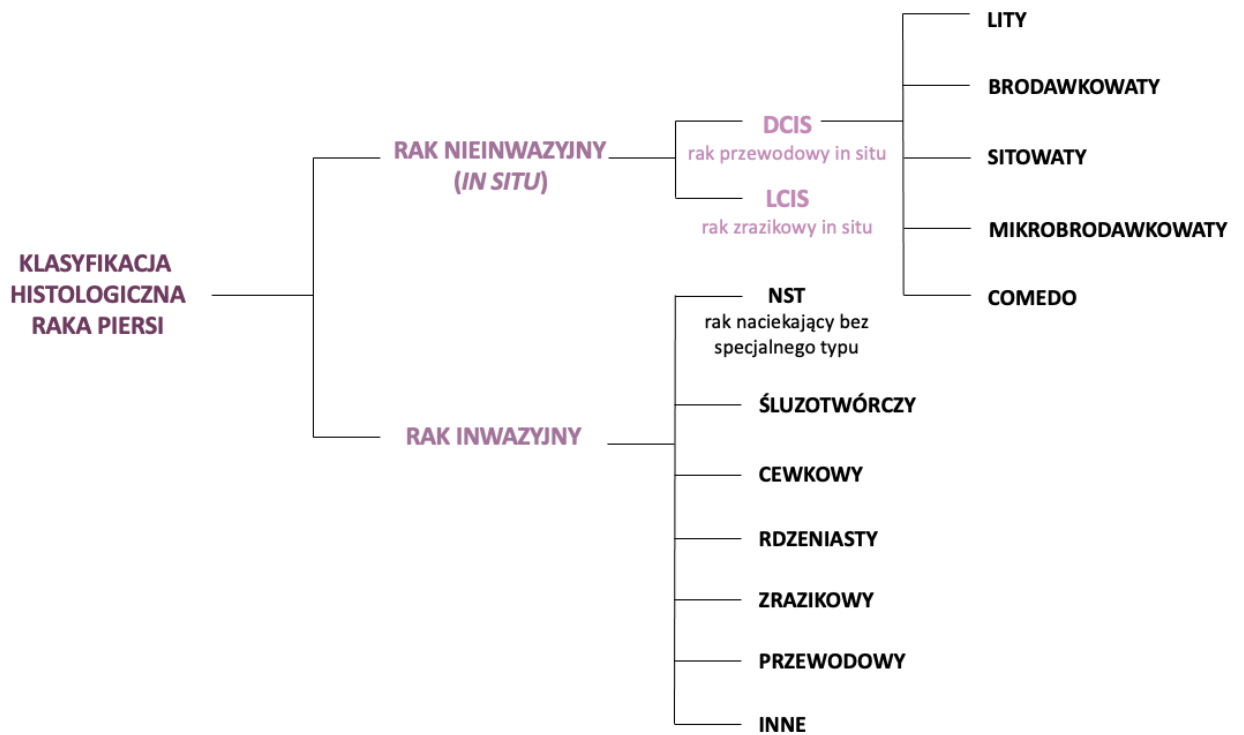 KLASYFIKACJA
HISTOLOGICZNA
RAKA PIERSI
RAK NIEINWAZYJNY
(IN SITU)
DCIS
rak przewodowy in situ
LCIS
rak zrazikowy in situ
LITY
BRODAWKOWATY
SITOWATY
MIKROBRODAWKOWATY
COMEDO
RAK INWAZYJNY
NST
rak naciekający bez
specjalnego typu
ŚLUZOTWÓRCZY
CEWKOWY
RDZENIASTY
ZRAZIKOWY
PRZEWODOWY
INNE